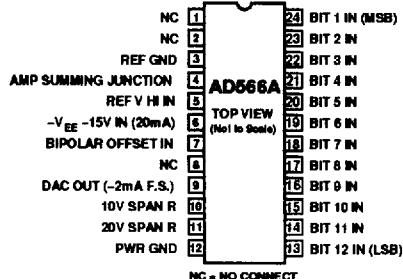 NC 1
NC 2
REF GND 3
AMP SUMMING JUNCTION 4
REF V HI IN 5
–VEE –15V IN (20mA) 6
BIPOLAR OFFSET IN 7
NC 8
DAC OUT (–2mA F.S.) 9
10V SPAN R 10
20V SPAN R 11
PWR GND 12
AD566A
TOP VIEW
(Not to Scale)
24 BIT 1 IN (MSB)
23 BIT 2 IN
22 BIT 3 IN
21 BIT 4 IN
20 BIT 5 IN
19 BIT 6 IN
18 BIT 7 IN
17 BIT 8 IN
16 BIT 9 IN
15 BIT 10 IN
14 BIT 11 IN
13 BIT 12 IN (LSB)
NC = NO CONNECT